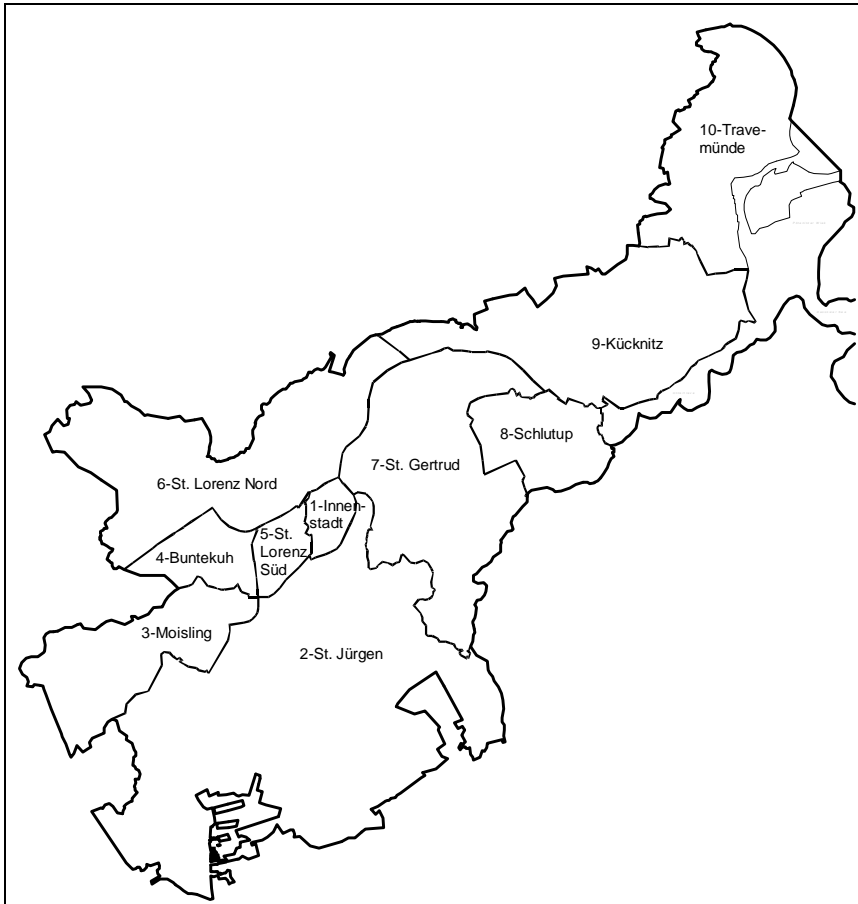 10-Trave-
münde
9-Kücknitz
8-Schlutup
7-St. Gertrud
6-St. Lorenz Nord
1-Innen-
stadt
5-St.
Lorenz
Süd
4-Buntekuh
3-Moisling
2-St. Jürgen